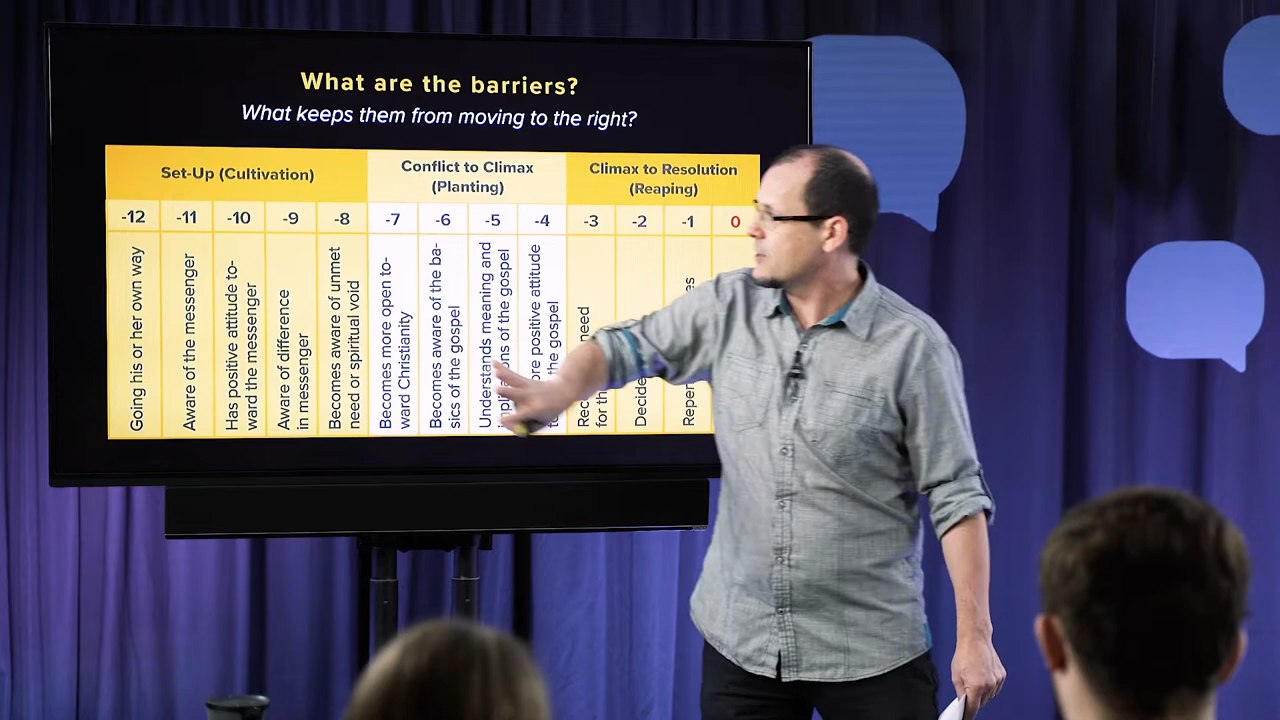 What are the barriers?
What keeps them from moving to the right?
Set-Up (Cultivation)
Conflict to Climax
(Planting)
Climax to Resolution
(Reaping)
-12 -11 -10 -9 -8 -7 -6 -5 -4 -3 -2 -1 0
Going his or her own way
Aware of the messenger
Has positive attitude to-
ward the messenger
Aware of difference
in messenger
Becomes aware of unmet
need or spiritual void
Becomes more open to-
ward Christianity
Becomes aware of the ba-
sics of the gospel
Understands meaning and
of the gospel
positive attitude
the gospel
need
for